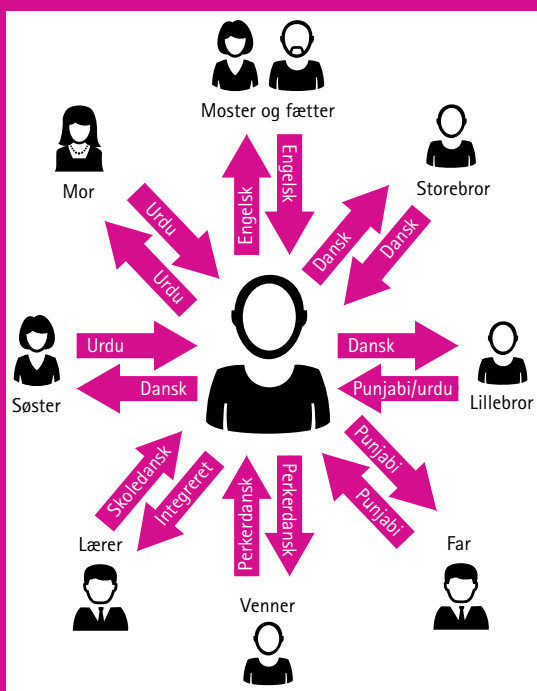 Moster og fætter
Mor
Storebror
Engelsk
Engelsk
Urdu
Urdu
Dansk
Dansk
Urdu
Dansk
Søster
Dansk
Punjabi/urdu
Lillebror
Skoledansk
Integreret
Perkerdansk
Perkerdansk
Punjabi
Punjabi
Lærer
Far
Venner